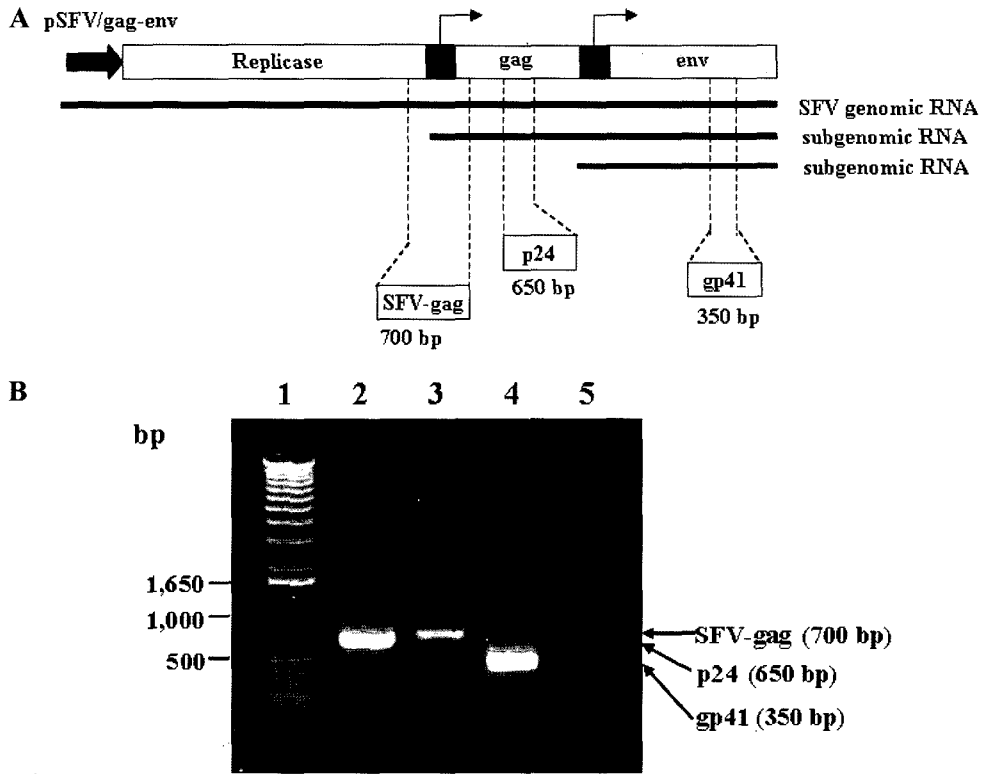 A
pSFV/gag-env
Replicase
gag
env
SFV genomic RNA
subgenomic RNA
subgenomic RNA
p24
650 bp
gp41
350 bp
SFV-gag
700 bp
B
1 2 3 4 5
bp
1,650
1,000
500
SFV-gag (700 bp)
p24 (650 bp)
gp41 (350 bp)